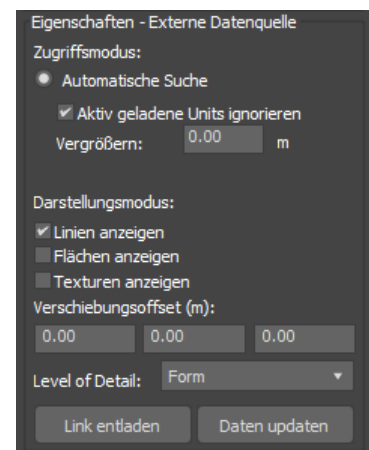 Eigenschaften - Externe Datenquelle
Zugriffsmodus:
Automatische Suche
Aktiv geladene Units ignorieren
Vergrößern: 0.00 m
Darstellungsmodus:
Linien anzeigen
Flächen anzeigen
Texturen anzeigen
Verschiebungsoffset (m):
0.00 0.00 0.00
Level of Detail: Form
Link entladen Daten updaten